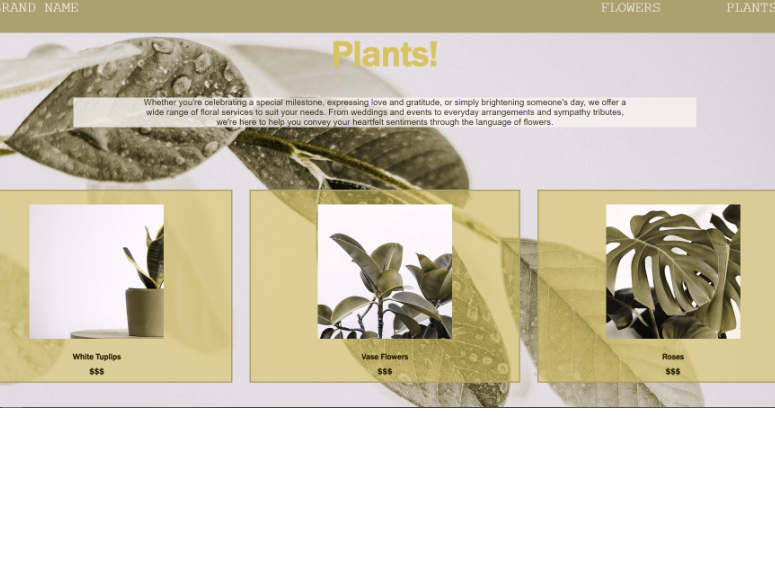 RAND NAME
FLOWERS
PLANTS
Plants!
Whether you're celebrating a special milestone, expressing love and gratitude, or simply brightening someone's day, we offer a
wide range of floral services to suit your needs. From weddings and events to everyday arrangements and sympathy tributes,
we're here to help you convey your heartfelt sentiments through the language of flowers.
White Tuplips
$$$
Vase Flowers
$$$
Roses
$$$